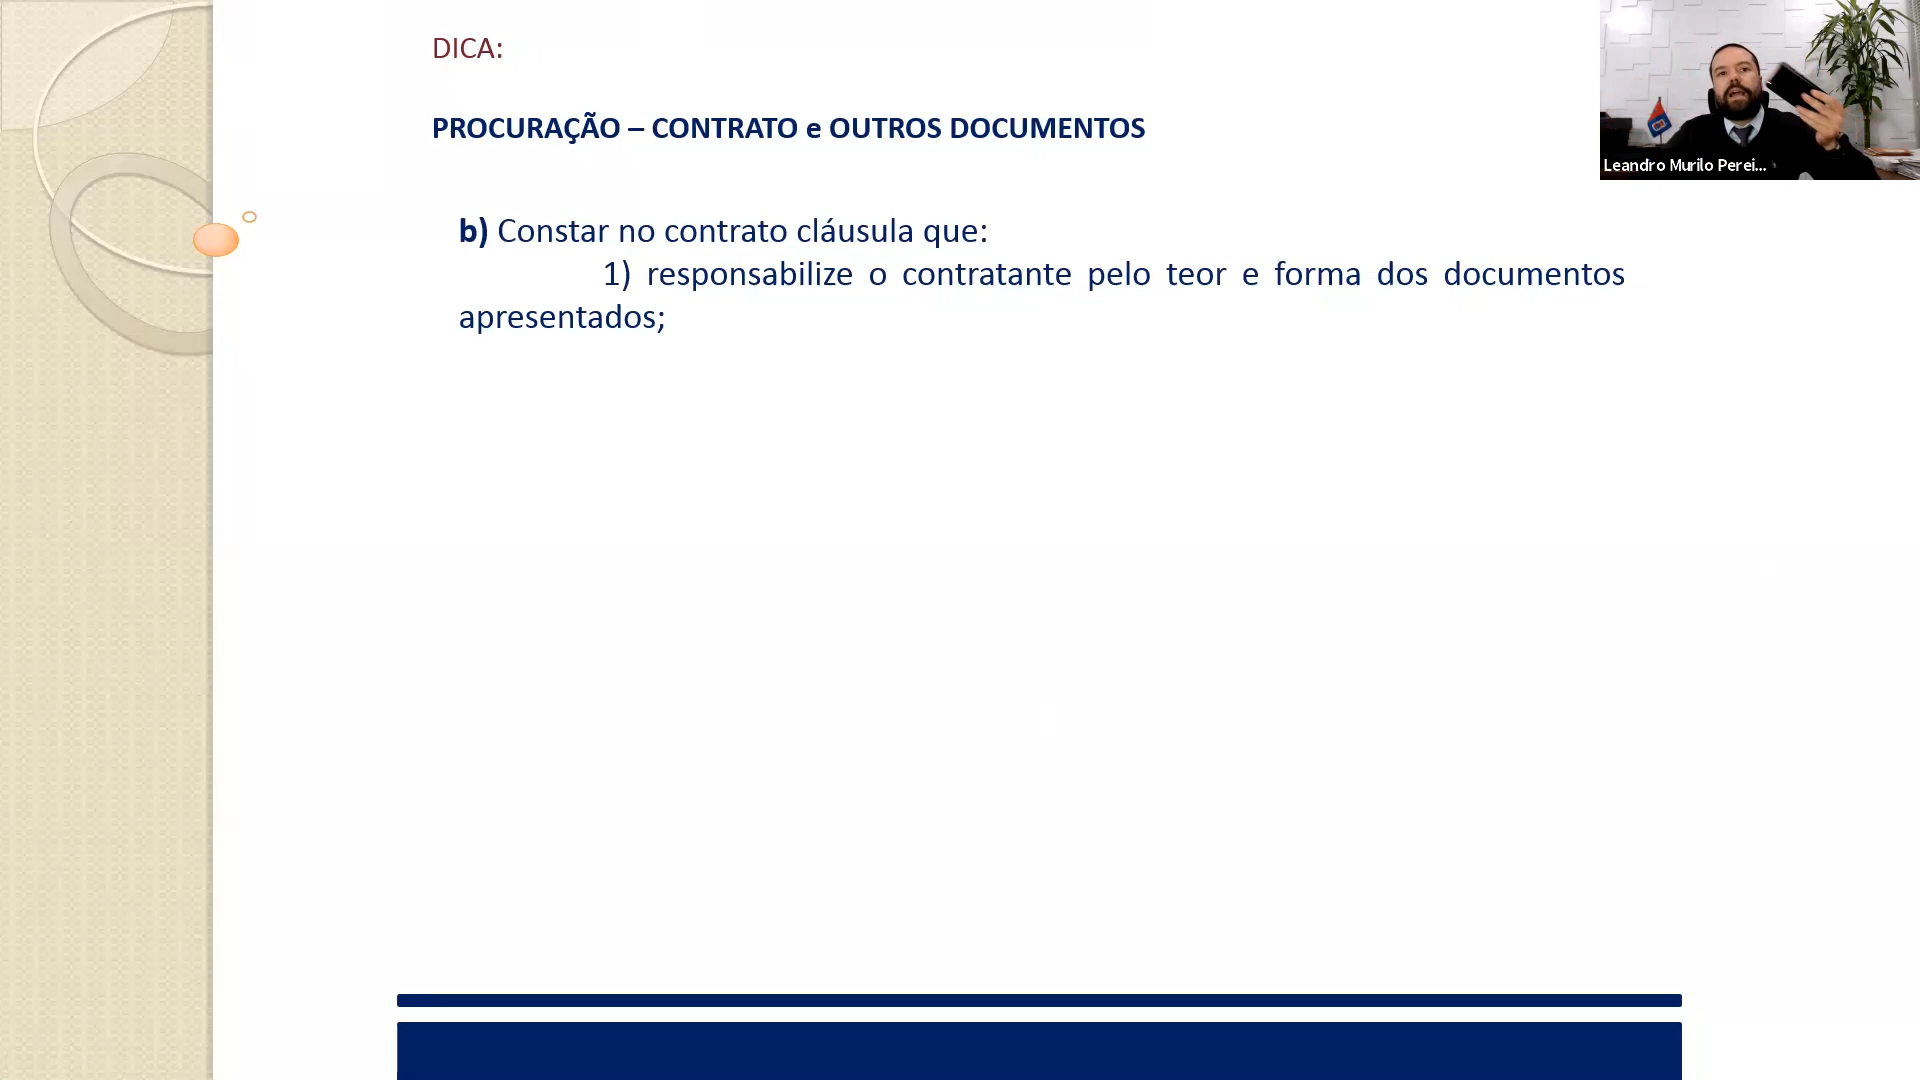 DICA:
PROCURAÇÃO – CONTRATO e OUTROS DOCUMENTOS
b) Constar no contrato cláusula que:
1) responsabilize o contratante pelo teor e forma dos documentos
apresentados;
Leandro Murilo Perei...